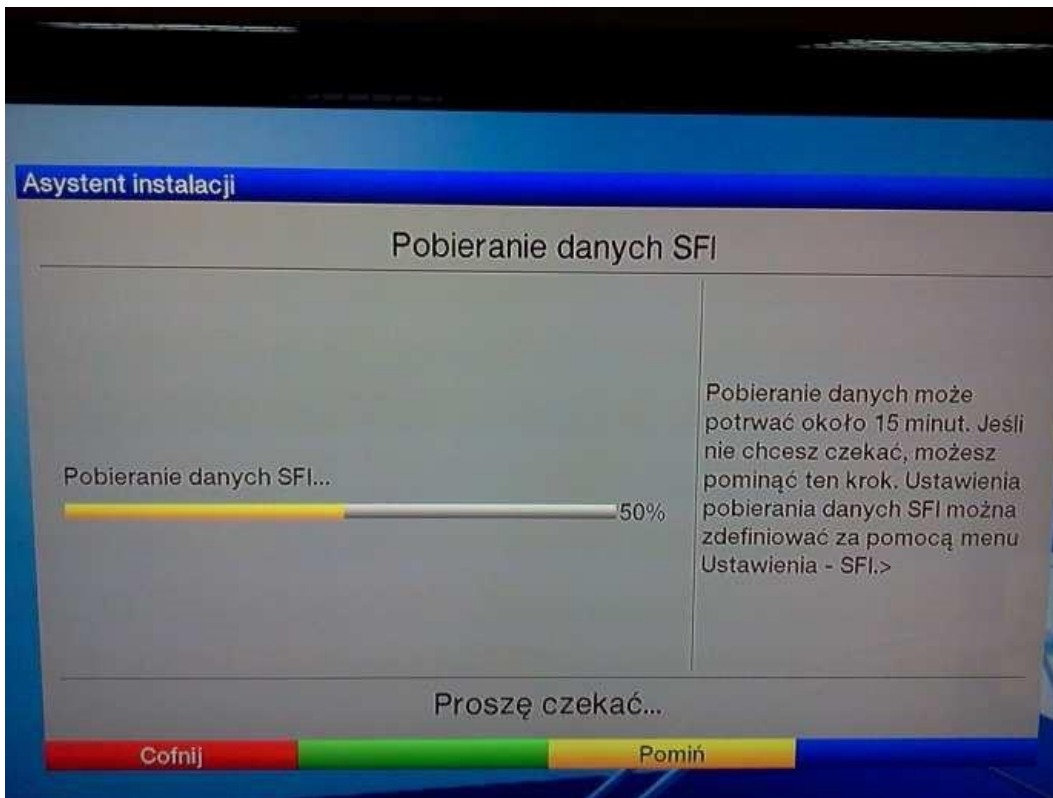 Asystent instalacji
Pobieranie danych SFI
Pobieranie danych SFI...
50%
Pobieranie danych może
potrwać około 15 minut. Jeśli
nie chcesz czekać, możesz
pominąć ten krok. Ustawienia
pobierania danych SFI można
zdefiniować za pomocą menu
Ustawienia - SFI.>
Proszę czekać...
Cofnij
Pomiń